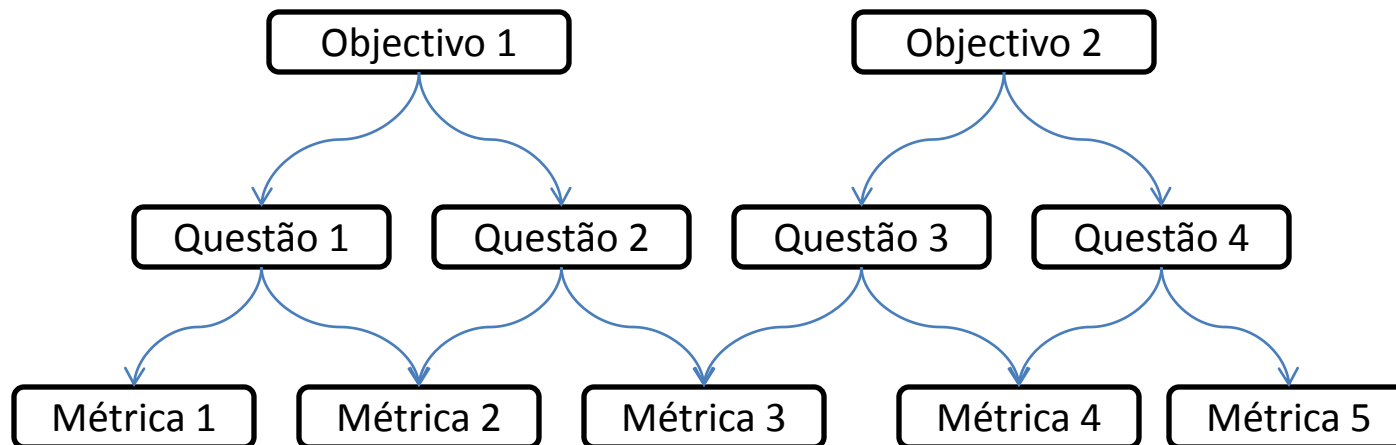 Objectivo 1
Objectivo 2
Questão 1
Questão 2
Questão 3
Questão 4
Métrica 1
Métrica 2
Métrica 3
Métrica 4
Métrica 5